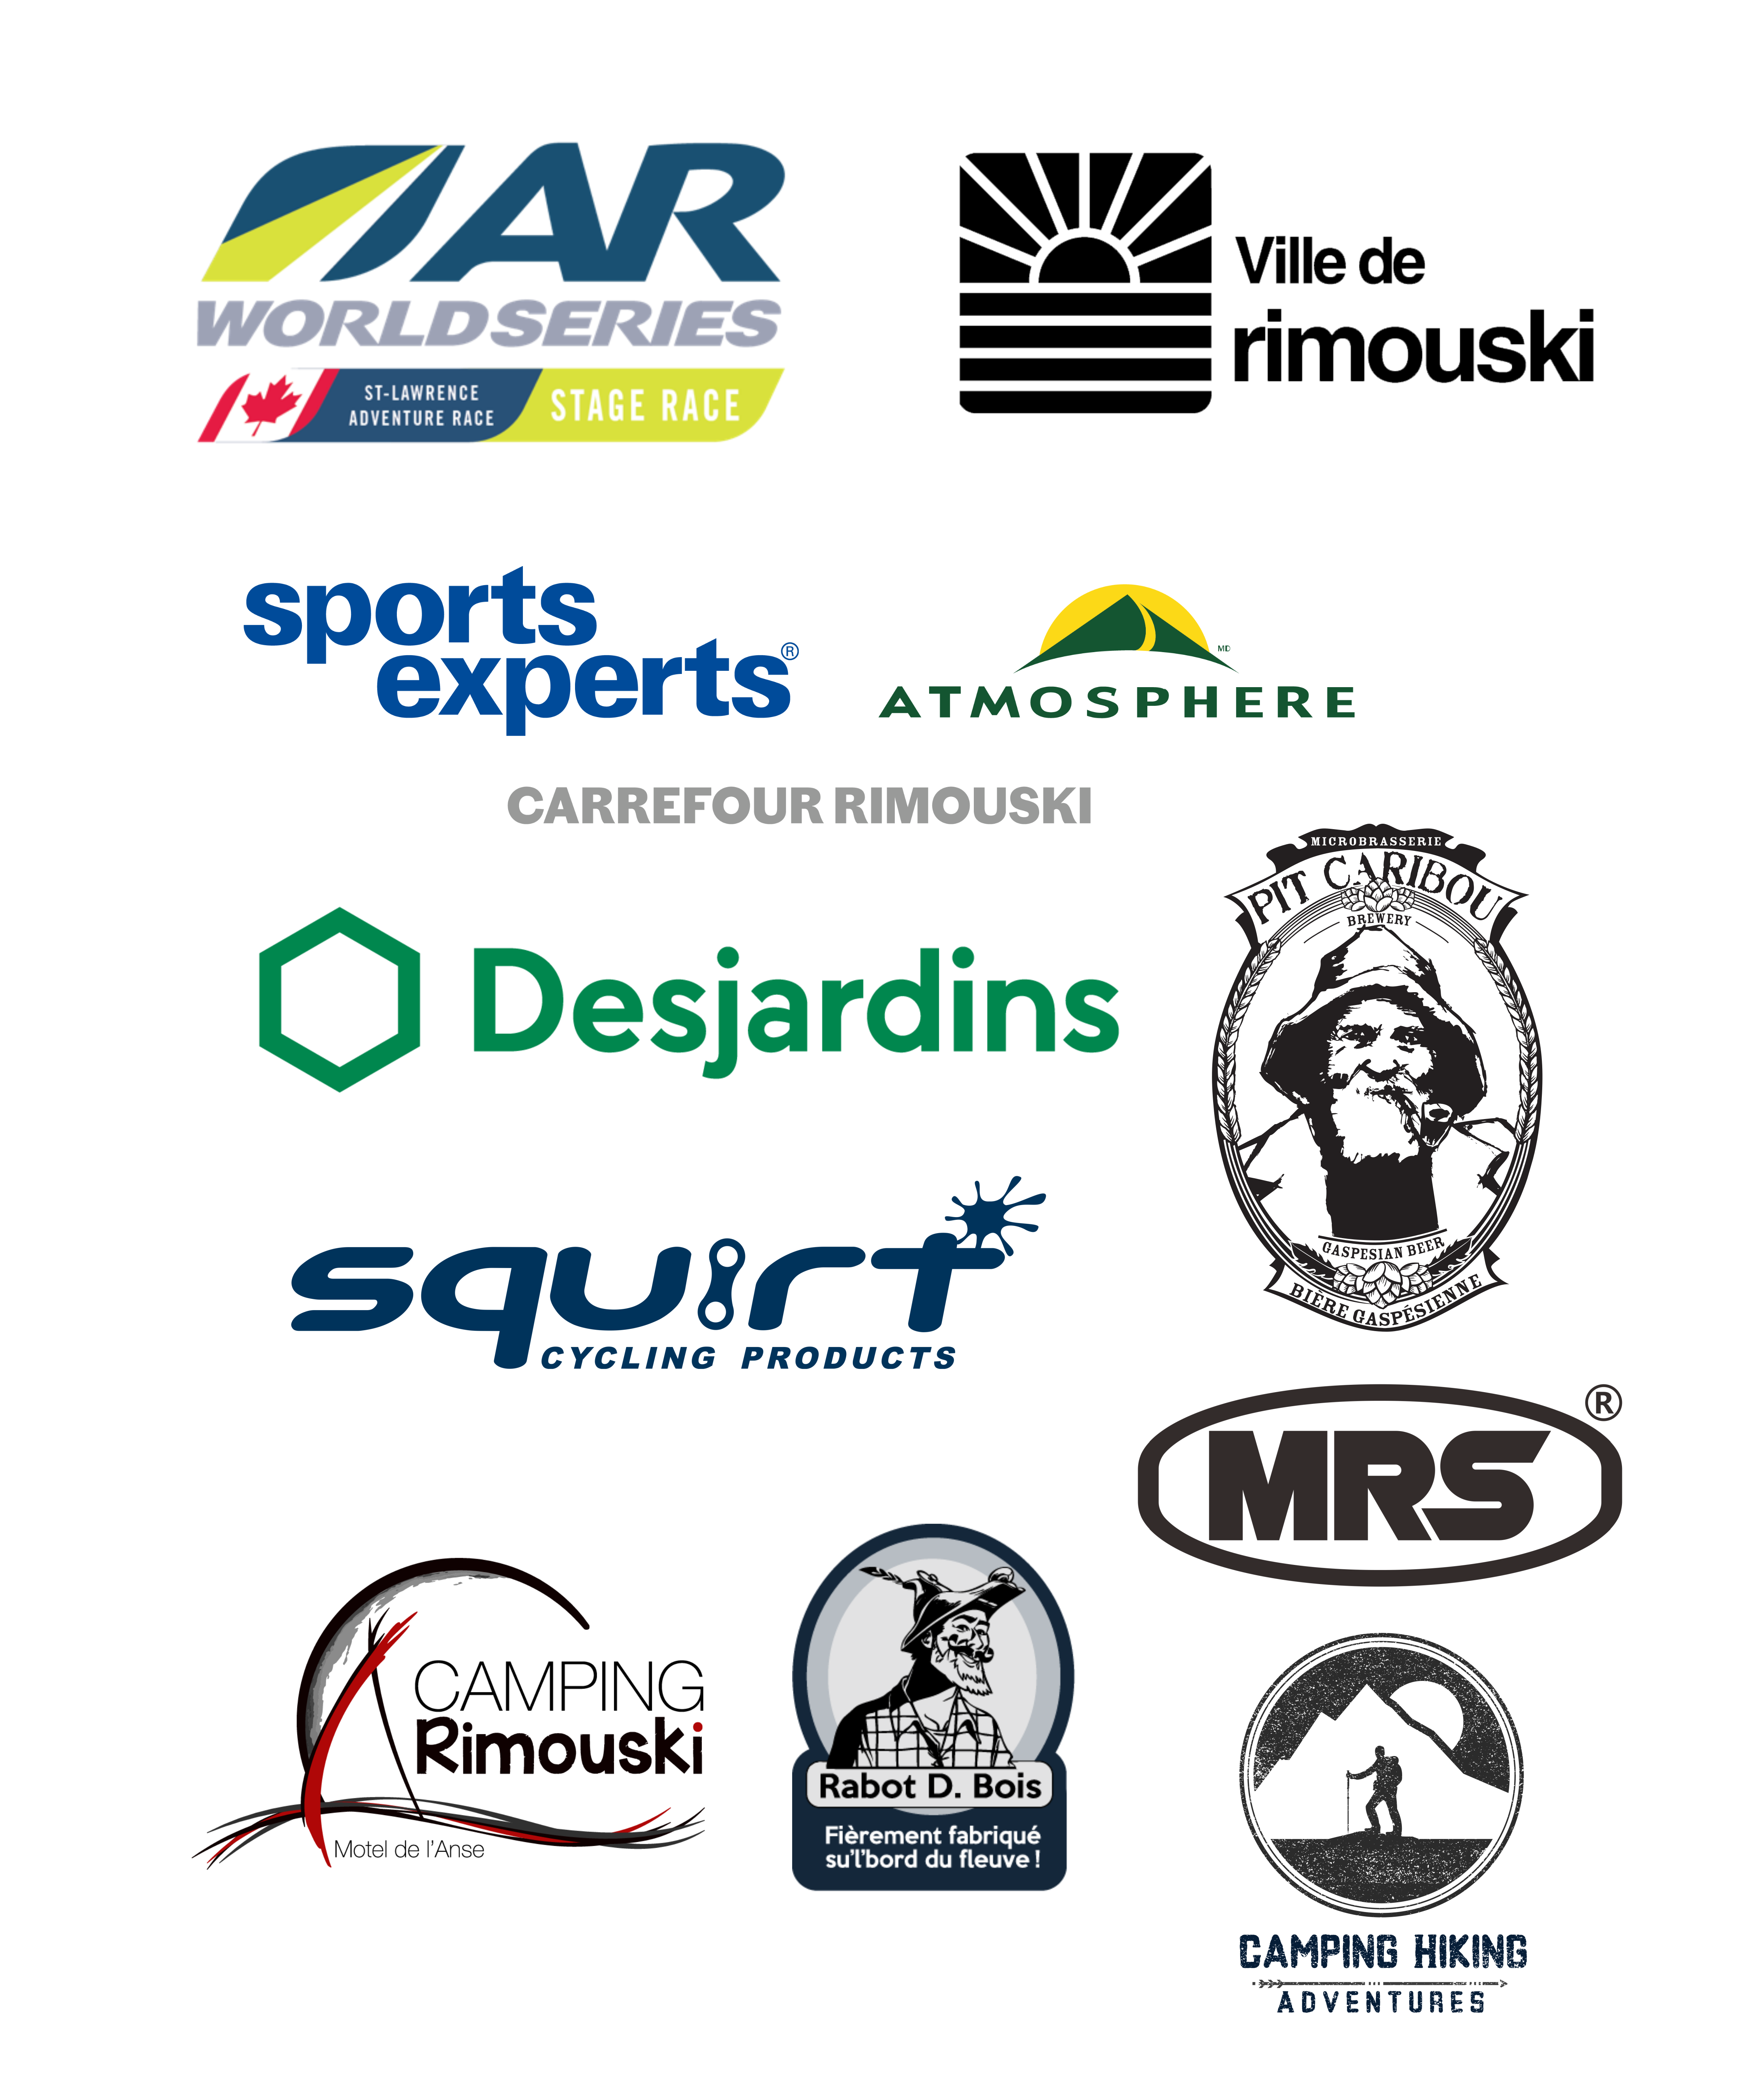 AR
WORLD SERIES
ST-LAWRENCE
ADVENTURE RACE
STAGE RACE
Ville de
rimouski
sports
experts®
MD
ATMOSPHERE
CARREFOUR RIMOUSKI
MICROBRASSERIE
PIT CARIBOU
BREWERY
GASPESIAN BEER
BIÈRE GASPÉSIENNE
Desjardins
squirt
CYCLING PRODUCTS
MRS®
CAMPING
Rimouski
Motel de l'Anse
Rabot D. Bois
Fièrement fabriqué
su'l'bord du fleuve !
CAMPING HIKING
ADVENTURES